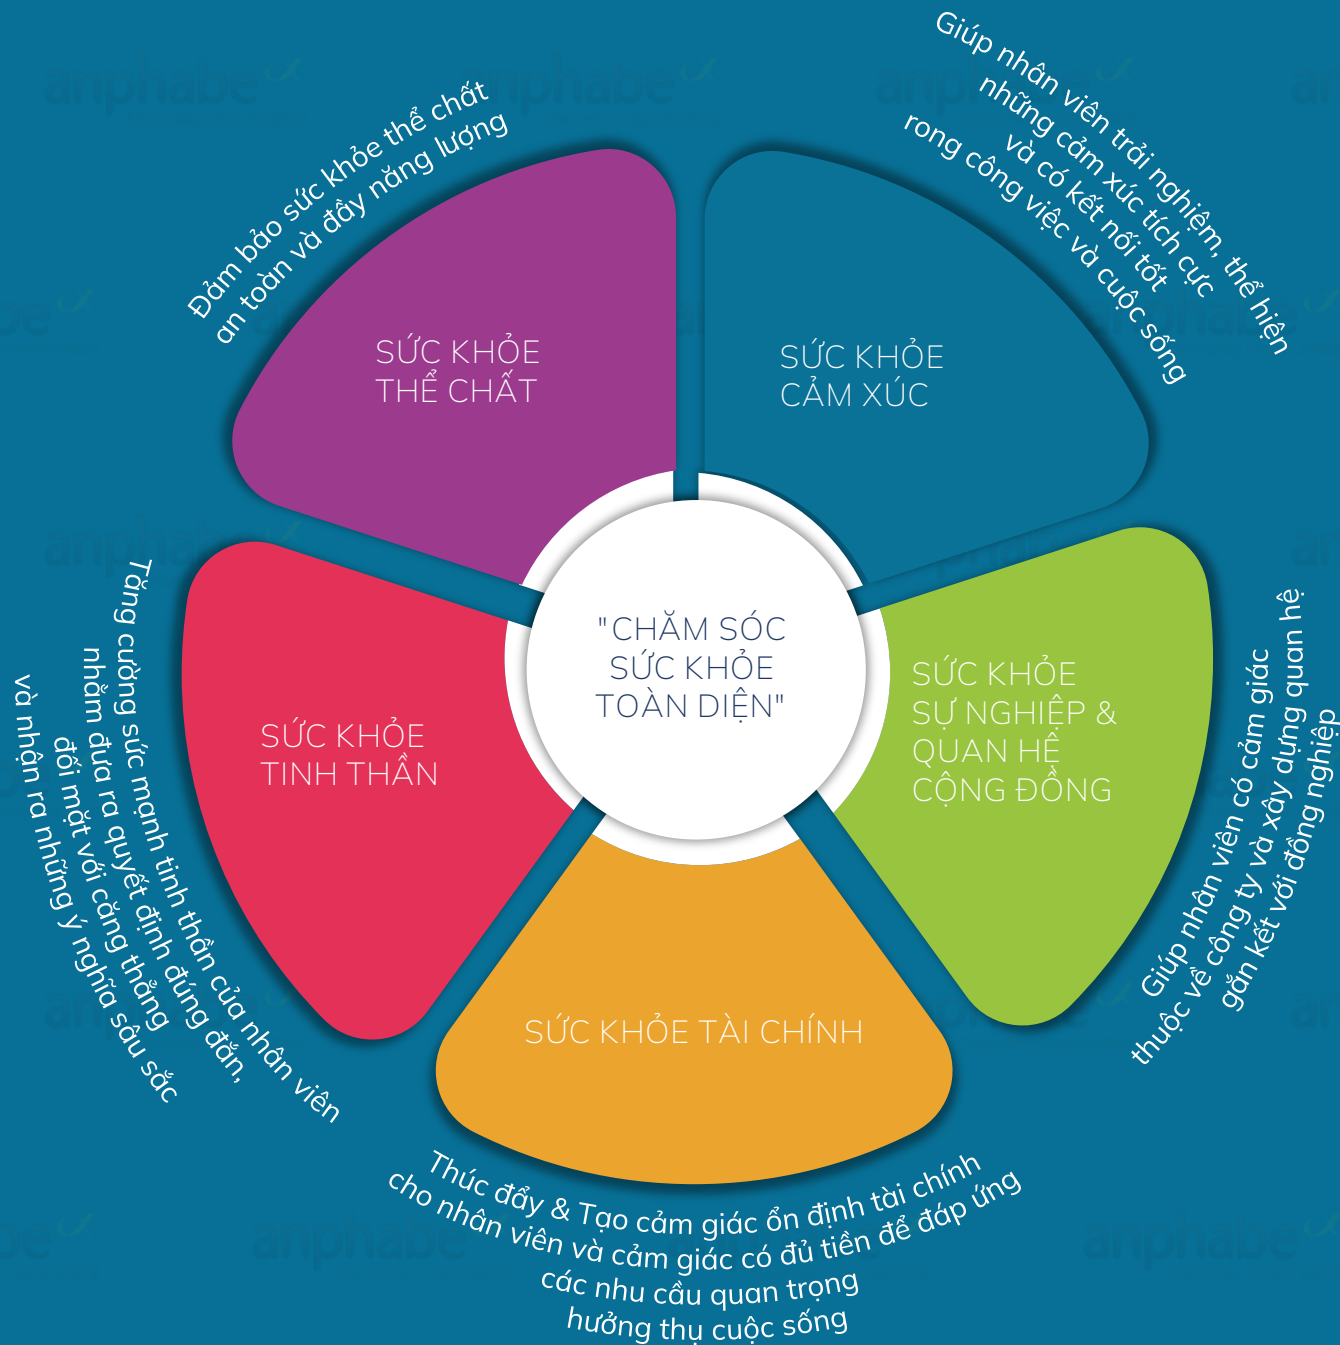 Đảm bảo sức khỏe thể chất
an toàn và đầy năng lượng
SỨC KHỎE
THỂ CHẤT
Giúp nhân viên trải nghiệm, thể hiện
những cảm xúc tích cực
và có kết nối tốt
rong công việc và cuộc sống
SỨC KHỎE
CẢM XÚC
"CHĂM SÓC
SỨC KHỎE
TOÀN DIỆN"
SỨC KHỎE
SỰ NGHIỆP &
QUAN HỆ
CỘNG ĐỒNG
Giúp nhân viên có cảm giác
thuộc về công ty và xây dựng quan hệ
gắn kết với đồng nghiệp
SỨC KHỎE
TINH THẦN
Tăng cường sức mạnh tinh thần của nhân viên
nhằm đưa ra quyết định đúng đắn,
đối mặt với căng thẳng
và nhận ra những ý nghĩa sâu sắc
SỨC KHỎE TÀI CHÍNH
Thúc đẩy & Tạo cảm giác ổn định tài chính
cho nhân viên và cảm giác có đủ tiền để đáp ứng
các nhu cầu quan trọng
hưởng thụ cuộc sống
anphabe